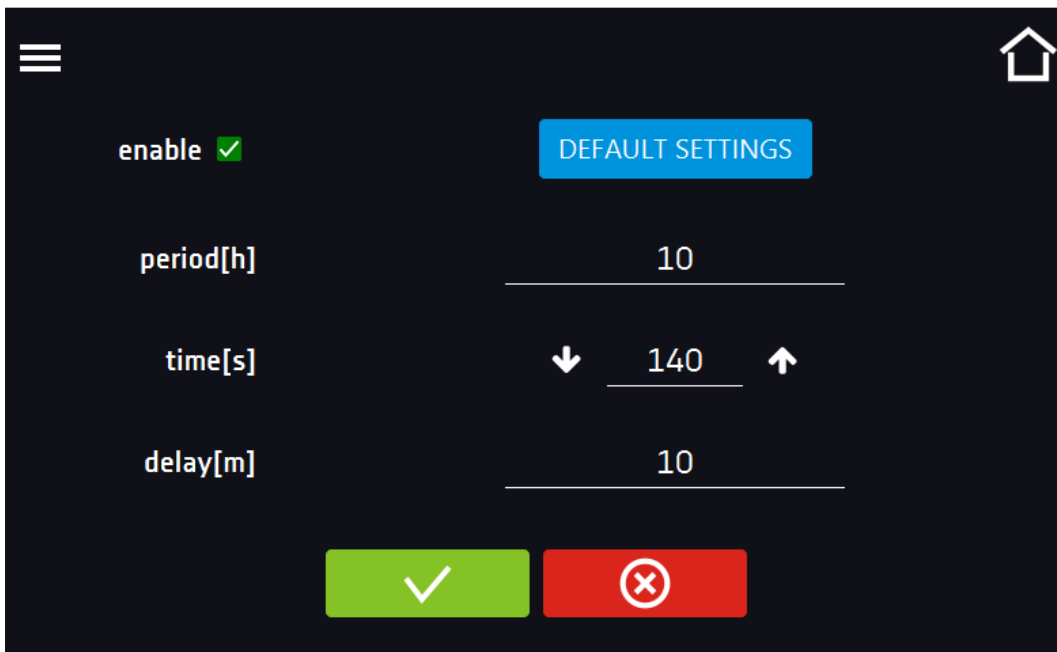 enable
DEFAULT SETTINGS
period[h]
10
time[s]
140
delay[m]
10